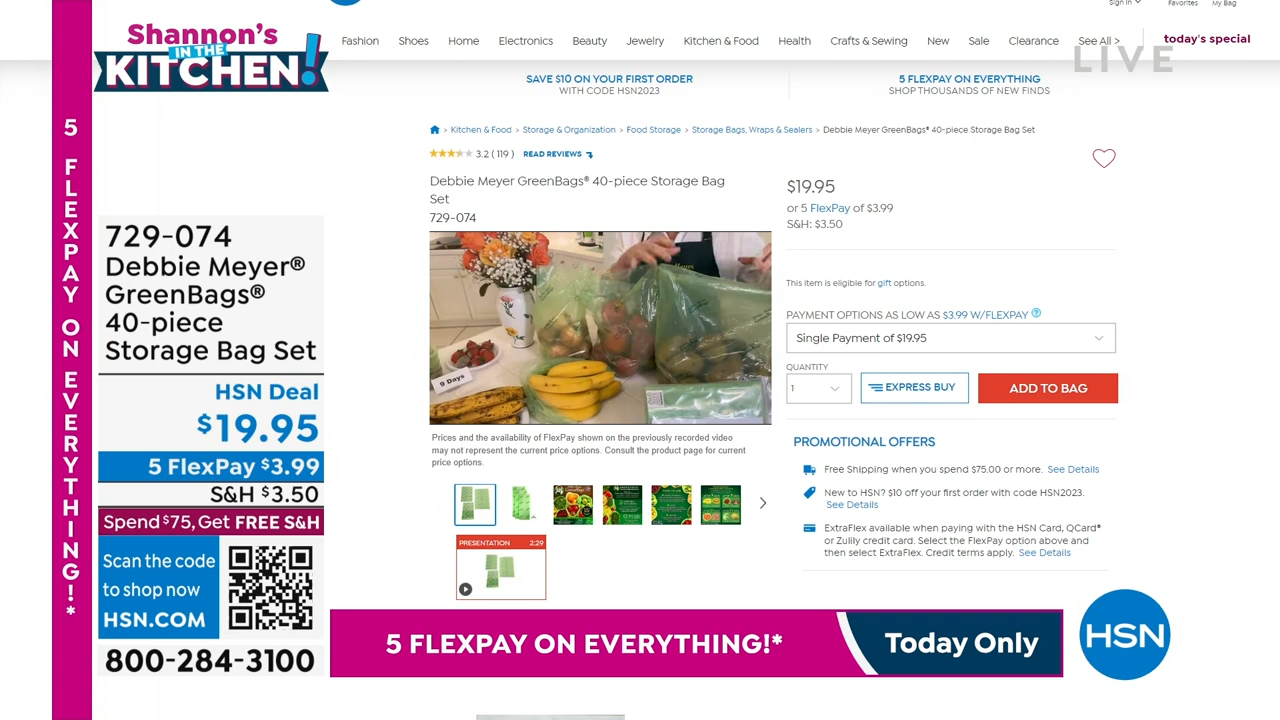 Shannon's
IN THE
KITCHEN!
Sign In
Favorites
My Bag
Fashion
Shoes
Home
Electronics
Beauty
Jewelry
Kitchen & Food
Health
Crafts & Sewing
New
Sale
Clearance
See All >
today's special
LIVE
SAVE $10 ON YOUR FIRST ORDER
WITH CODE HSN2023
5 FLEXPAY ON EVERYTHING
SHOP THOUSANDS OF NEW FINDS
5 FLEXPAY ON EVERYTHING!*
729-074
Debbie Meyer®
GreenBags®
40-piece
Storage Bag Set
HSN Deal
$19.95
5 FlexPay $3.99
S&H $3.50
Spend $75, Get FREE S&H
Scan the code
to shop now
HSN.COM
800-284-3100
> Kitchen & Food > Storage & Organization > Food Storage > Storage Bags, Wraps & Sealers > Debbie Meyer GreenBags® 40-piece Storage Bag Set
3.2 ( 119 ) READ REVIEWS
Debbie Meyer GreenBags® 40-piece Storage Bag
Set
729-074
9 Days
Prices and the availability of FlexPay shown on the previously recorded video
may not represent the current price options. Consult the product page for current
price options.
PRESENTATION 2:29
$19.95
or 5 FlexPay of $3.99
S&H: $3.50
This item is eligible for gift options.
PAYMENT OPTIONS AS LOW AS $3.99 W/FLEXPAY ?
Single Payment of $19.95
QUANTITY
1
EXPRESS BUY
ADD TO BAG
PROMOTIONAL OFFERS
Free Shipping when you spend $75.00 or more. See Details
New to HSN? $10 off your first order with code HSN2023.
See Details
ExtraFlex available when paying with the HSN Card, QCard®
or Zulily credit card. Select the FlexPay option above and
then select ExtraFlex. Credit terms apply. See Details
5 FLEXPAY ON EVERYTHING!*
Today Only
HSN